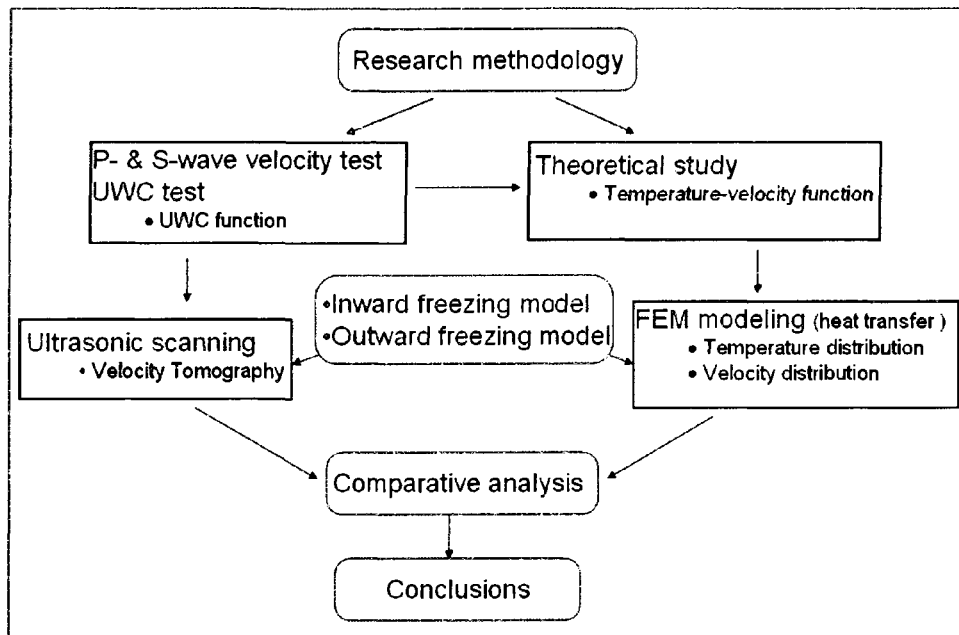 Research methodology
P- & S-wave velocity test
UWC test
• UWC function
Theoretical study
• Temperature-velocity function
•Inward freezing model
•Outward freezing model
Ultrasonic scanning
• Velocity Tomography
FEM modeling (heat transfer )
• Temperature distribution
• Velocity distribution
Comparative analysis
Conclusions